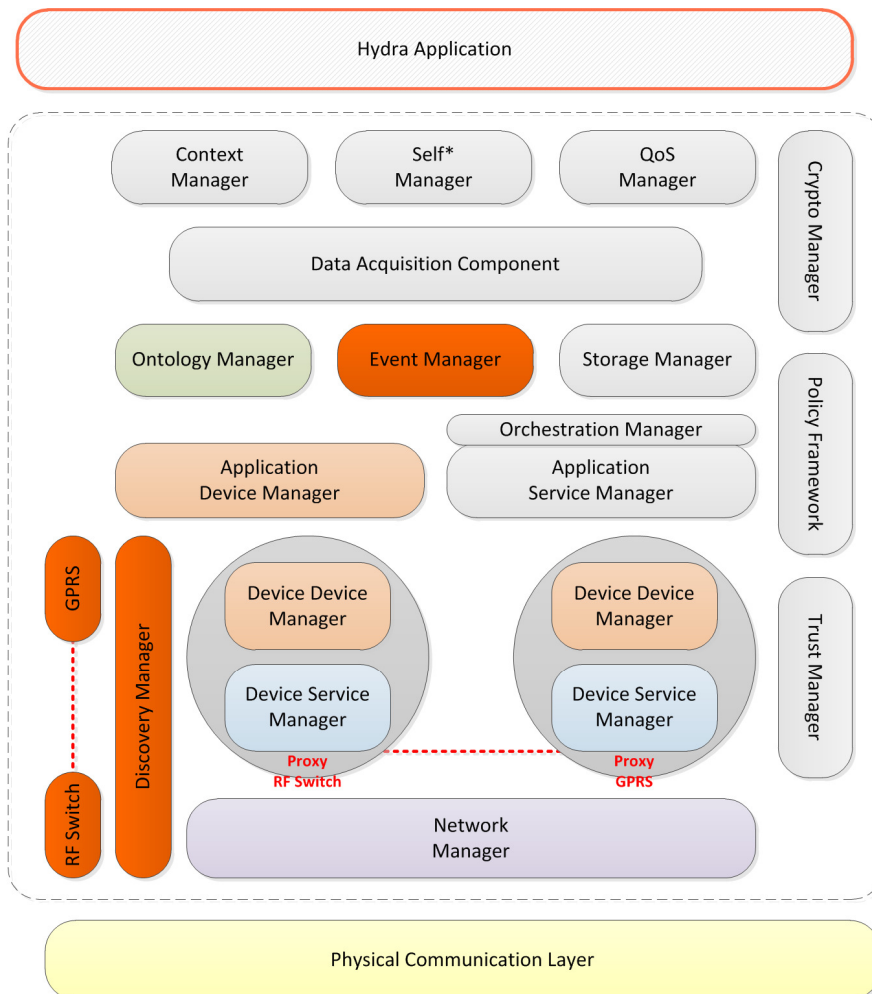 Hydra Application
Context
Manager
Self*
Manager
QoS
Manager
Crypto Manager
Data Acquisition Component
Ontology Manager
Event Manager
Storage Manager
Policy Framework
Orchestration Manager
Application
Device Manager
Application
Service Manager
GPRS
RF Switch
Discovery Manager
Device Device
Manager
Device Service
Manager
Proxy
RF Switch
Device Device
Manager
Device Service
Manager
Proxy
GPRS
Trust Manager
Network
Manager
Physical Communication Layer